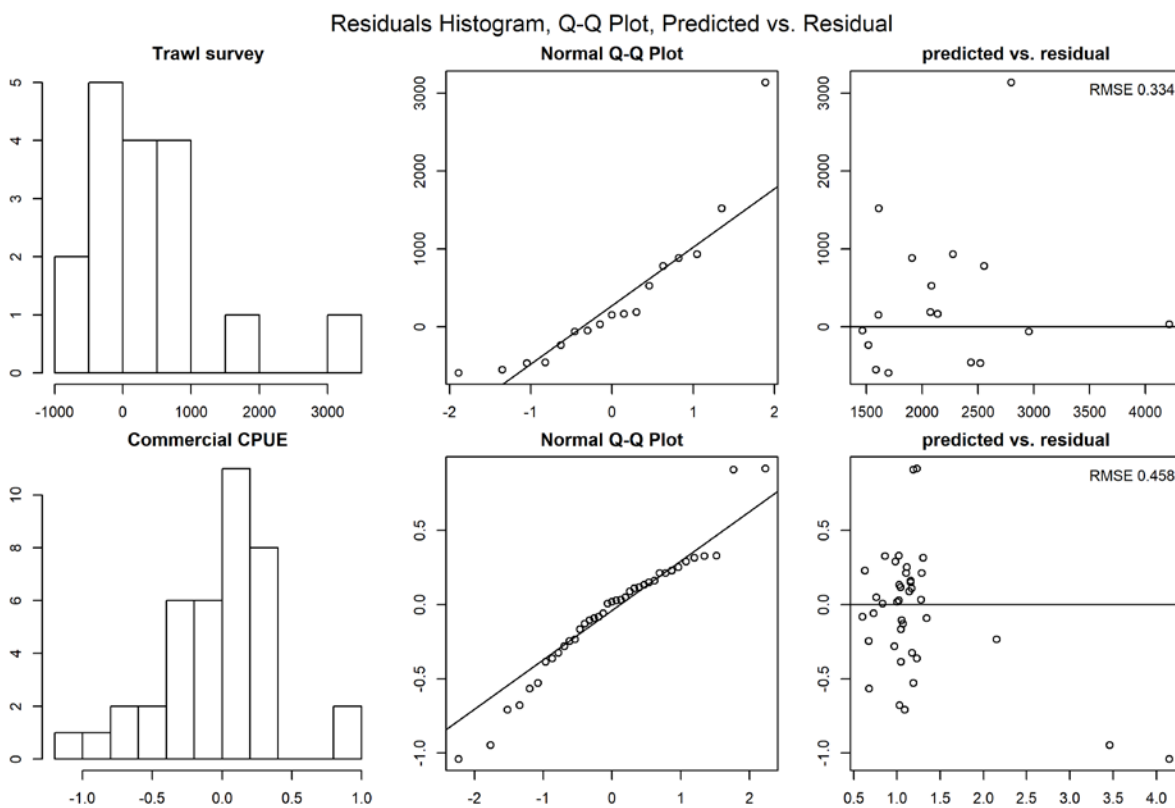 Residuals Histogram, Q-Q Plot, Predicted vs. Residual
Trawl survey
Normal Q-Q Plot
predicted vs. residual
5
4
3
2
1
0
-1000 0 1000 2000 3000
3000
2000
1000
0
-2 -1 0 1 2
3000
2000
1000
0
RMSE 0.334
1500 2000 2500 3000 3500 4000
Commercial CPUE
Normal Q-Q Plot
predicted vs. residual
10
8
6
4
2
0
-1.0 -0.5 0.0 0.5 1.0
0.5
0.0
-0.5
-1.0
-2 -1 0 1 2
0.5
0.0
-0.5
-1.0
RMSE 0.458
0.5 1.0 1.5 2.0 2.5 3.0 3.5 4.0